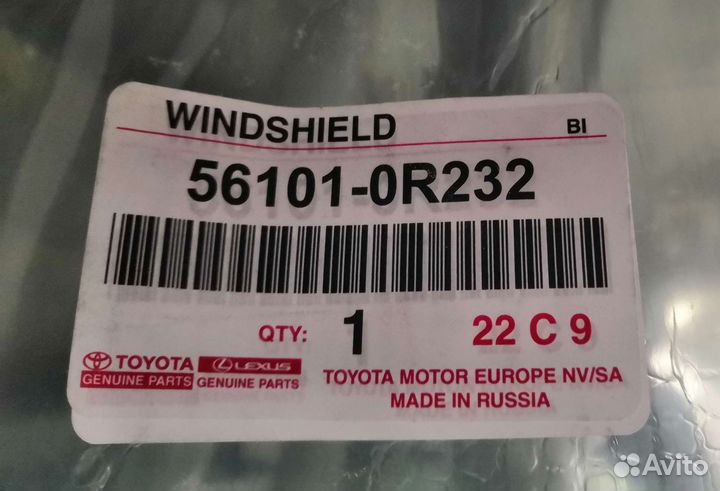 WINDSHIELD BI
56101-0R232
QTY: 1 22 C 9
TOYOTA LEXUS
GENUINE PARTS GENUINE PARTS
TOYOTA MOTOR EUROPE NV/SA
MADE IN RUSSIA
Avito